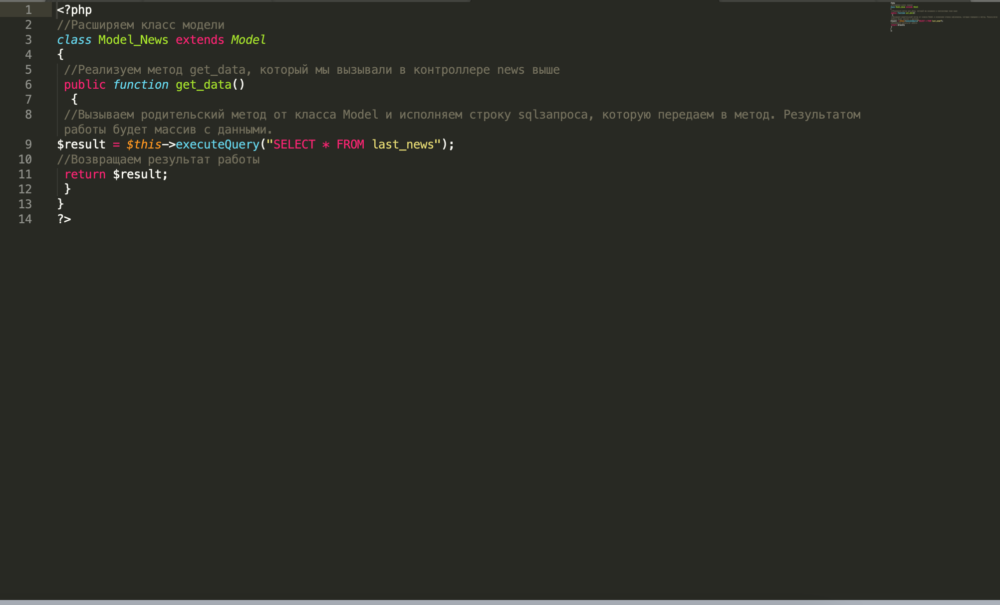 1 <?php
2 //Расширяем класс модели
3 class Model_News extends Model
4 {
5 //Реализуем метод get_data, который мы вызывали в контроллере news выше
6 public function get_data()
7 {
8 //Вызываем родительский метод от класса Model и исполняем строку sqlзапроса, которую передаем в метод. Результатом
работы будет массив с данными.
9 $result = $this->executeQuery("SELECT * FROM last_news");
10 //Возвращаем результат работы
11 return $result;
12 }
13 }
14 ?>